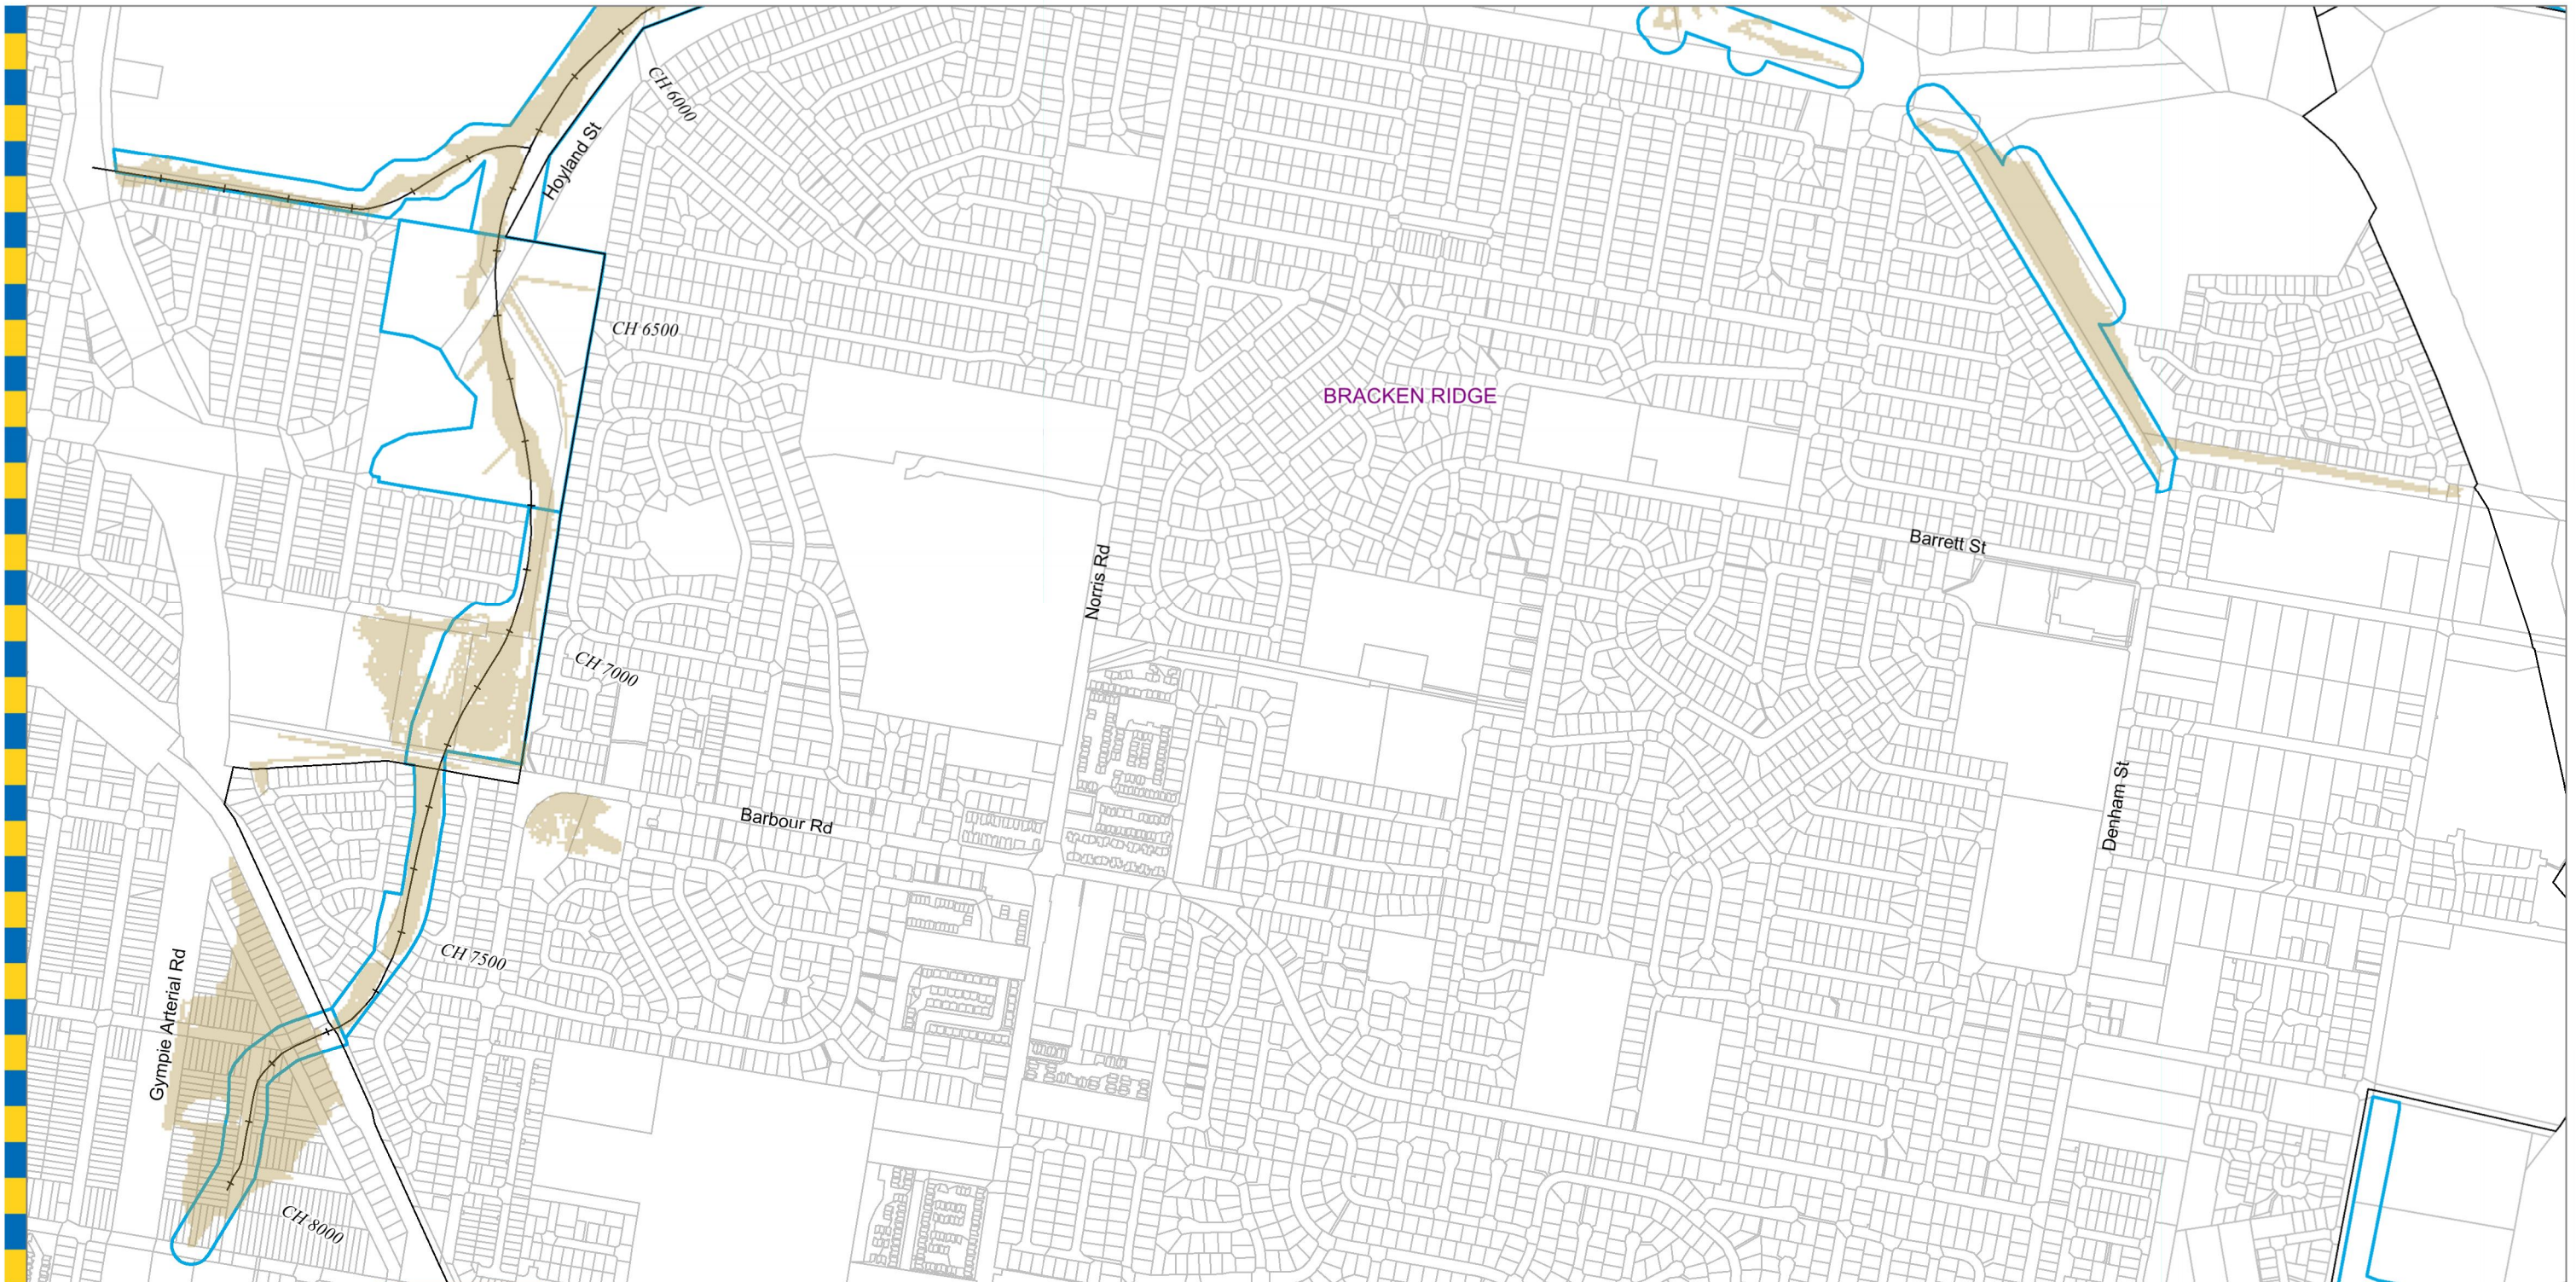 CH 6000
Hoyland St
CH 6500
BRACKEN RIDGE
Norris Rd
Barrett St
CH 7000
Barbour Rd
Denham St
CH 7500
Gympie Arterial Rd
CH 8000